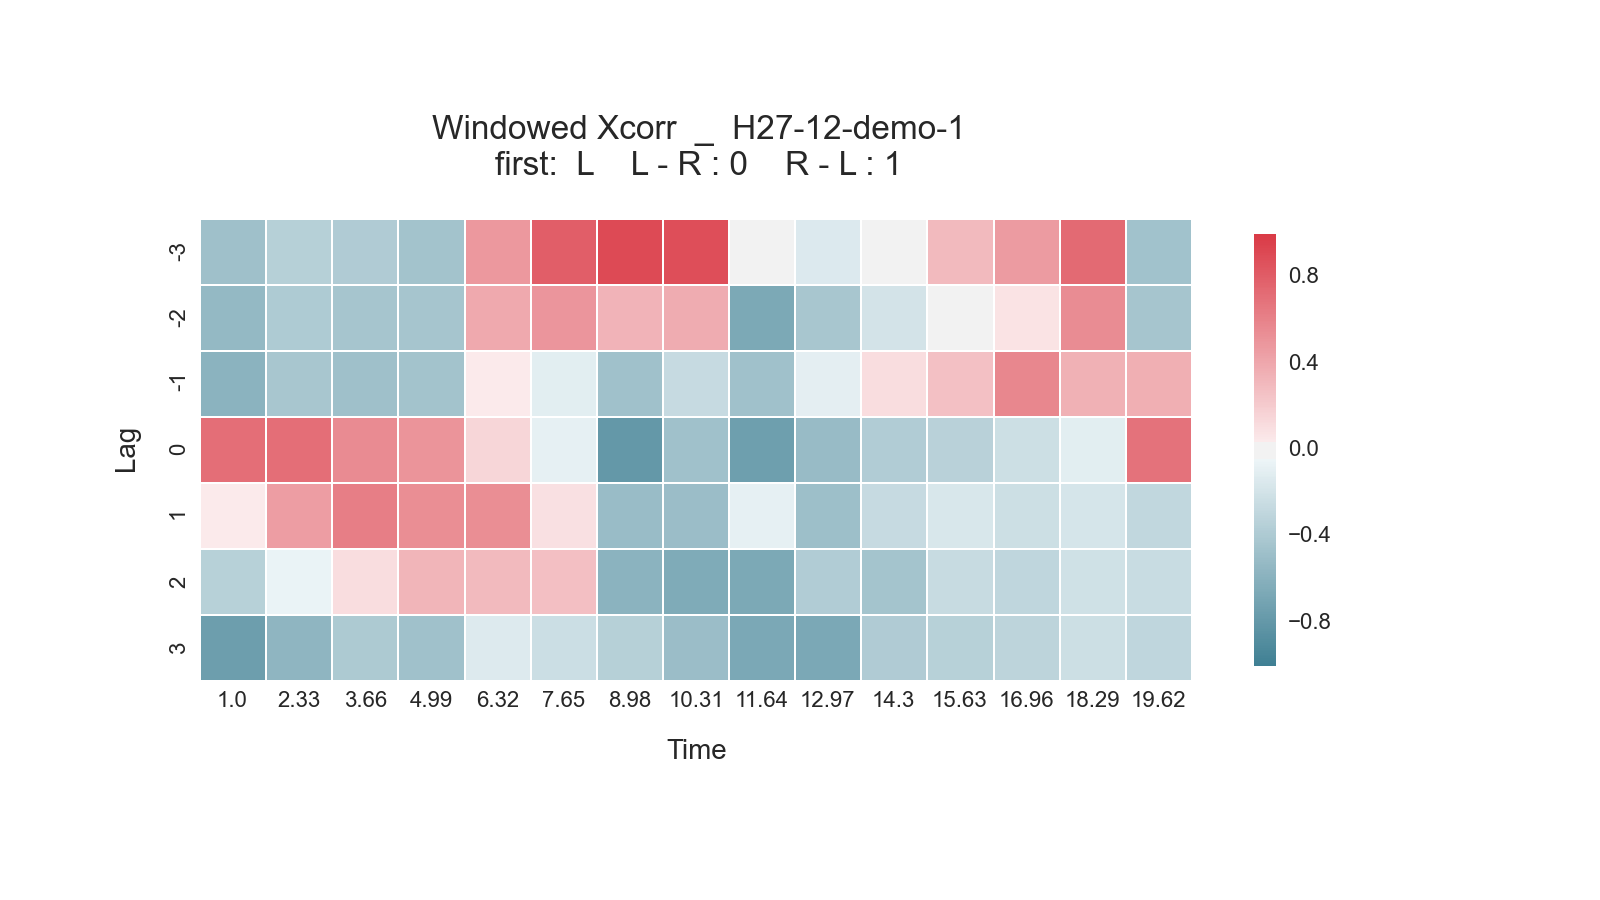 Windowed Xcorr _ H27-12-demo-1
first: L L - R : 0 R - L : 1
Lag
-3
-2
-1
0
1
2
3
1.0 2.33 3.66 4.99 6.32 7.65 8.98 10.31 11.64 12.97 14.3 15.63 16.96 18.29 19.62
Time
0.8
0.4
0.0
−0.4
−0.8